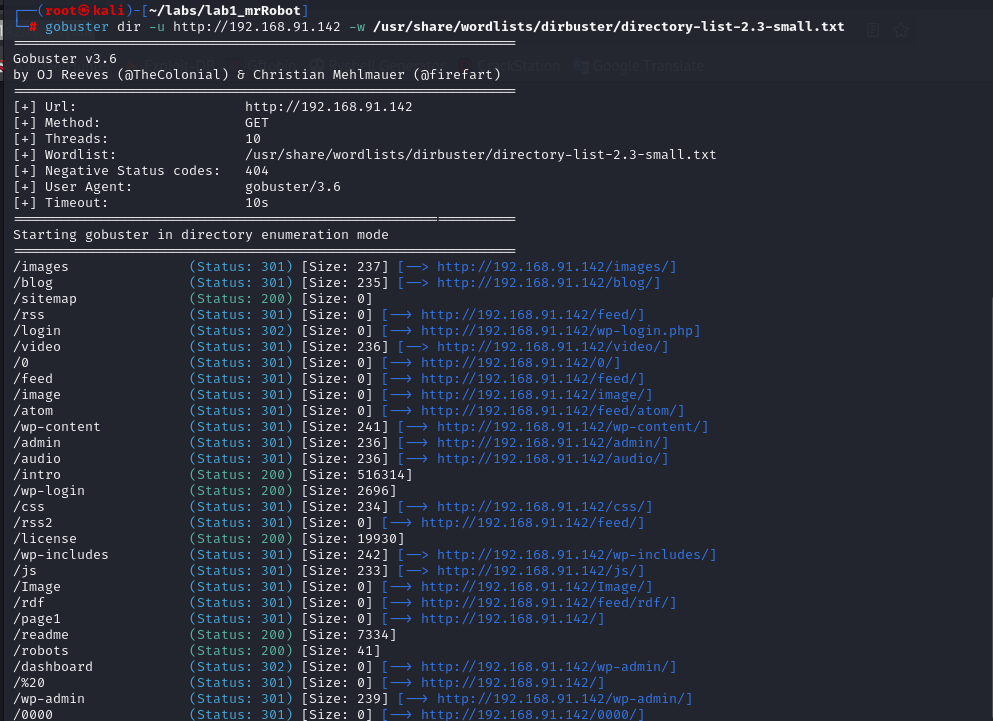 ┌──(root㉿kali)-[~/labs/lab1_mrRobot]
└─# gobuster dir -u http://192.168.91.142 -w /usr/share/wordlists/dirbuster/directory-list-2.3-small.txt
===============================================================
Gobuster v3.6
by OJ Reeves (@TheColonial) & Christian Mehlmauer (@firefart)
===============================================================
[+] Url:                     http://192.168.91.142
[+] Method:                  GET
[+] Threads:                 10
[+] Wordlist:                /usr/share/wordlists/dirbuster/directory-list-2.3-small.txt
[+] Negative Status codes:   404
[+] User Agent:              gobuster/3.6
[+] Timeout:                 10s
===============================================================
Starting gobuster in directory enumeration mode
===============================================================
/images               (Status: 301) [Size: 237] [--> http://192.168.91.142/images/]
/blog                 (Status: 301) [Size: 235] [--> http://192.168.91.142/blog/]
/sitemap              (Status: 200) [Size: 0]
/rss                  (Status: 301) [Size: 0] [--> http://192.168.91.142/feed/]
/login                (Status: 302) [Size: 0] [--> http://192.168.91.142/wp-login.php]
/video                (Status: 301) [Size: 236] [--> http://192.168.91.142/video/]
/0                    (Status: 301) [Size: 0] [--> http://192.168.91.142/0/]
/feed                 (Status: 301) [Size: 0] [--> http://192.168.91.142/feed/]
/image                (Status: 301) [Size: 0] [--> http://192.168.91.142/image/]
/atom                 (Status: 301) [Size: 0] [--> http://192.168.91.142/feed/atom/]
/wp-content           (Status: 301) [Size: 241] [--> http://192.168.91.142/wp-content/]
/admin                (Status: 301) [Size: 236] [--> http://192.168.91.142/admin/]
/audio                (Status: 301) [Size: 236] [--> http://192.168.91.142/audio/]
/intro                (Status: 200) [Size: 516314]
/wp-login             (Status: 200) [Size: 2696]
/css                  (Status: 301) [Size: 234] [--> http://192.168.91.142/css/]
/rss2                 (Status: 301) [Size: 0] [--> http://192.168.91.142/feed/]
/license              (Status: 200) [Size: 19930]
/wp-includes          (Status: 301) [Size: 242] [--> http://192.168.91.142/wp-includes/]
/js                   (Status: 301) [Size: 233] [--> http://192.168.91.142/js/]
/Image                (Status: 301) [Size: 0] [--> http://192.168.91.142/Image/]
/rdf                  (Status: 301) [Size: 0] [--> http://192.168.91.142/feed/rdf/]
/page1                (Status: 301) [Size: 0] [--> http://192.168.91.142/]
/readme               (Status: 200) [Size: 7334]
/robots               (Status: 200) [Size: 41]
/dashboard            (Status: 302) [Size: 0] [--> http://192.168.91.142/wp-admin/]
/%20                  (Status: 301) [Size: 0] [--> http://192.168.91.142/]
/wp-admin             (Status: 301) [Size: 239] [--> http://192.168.91.142/wp-admin/]
/0000                 (Status: 301) [Size: 0] [--> http://192.168.91.142/0000/]